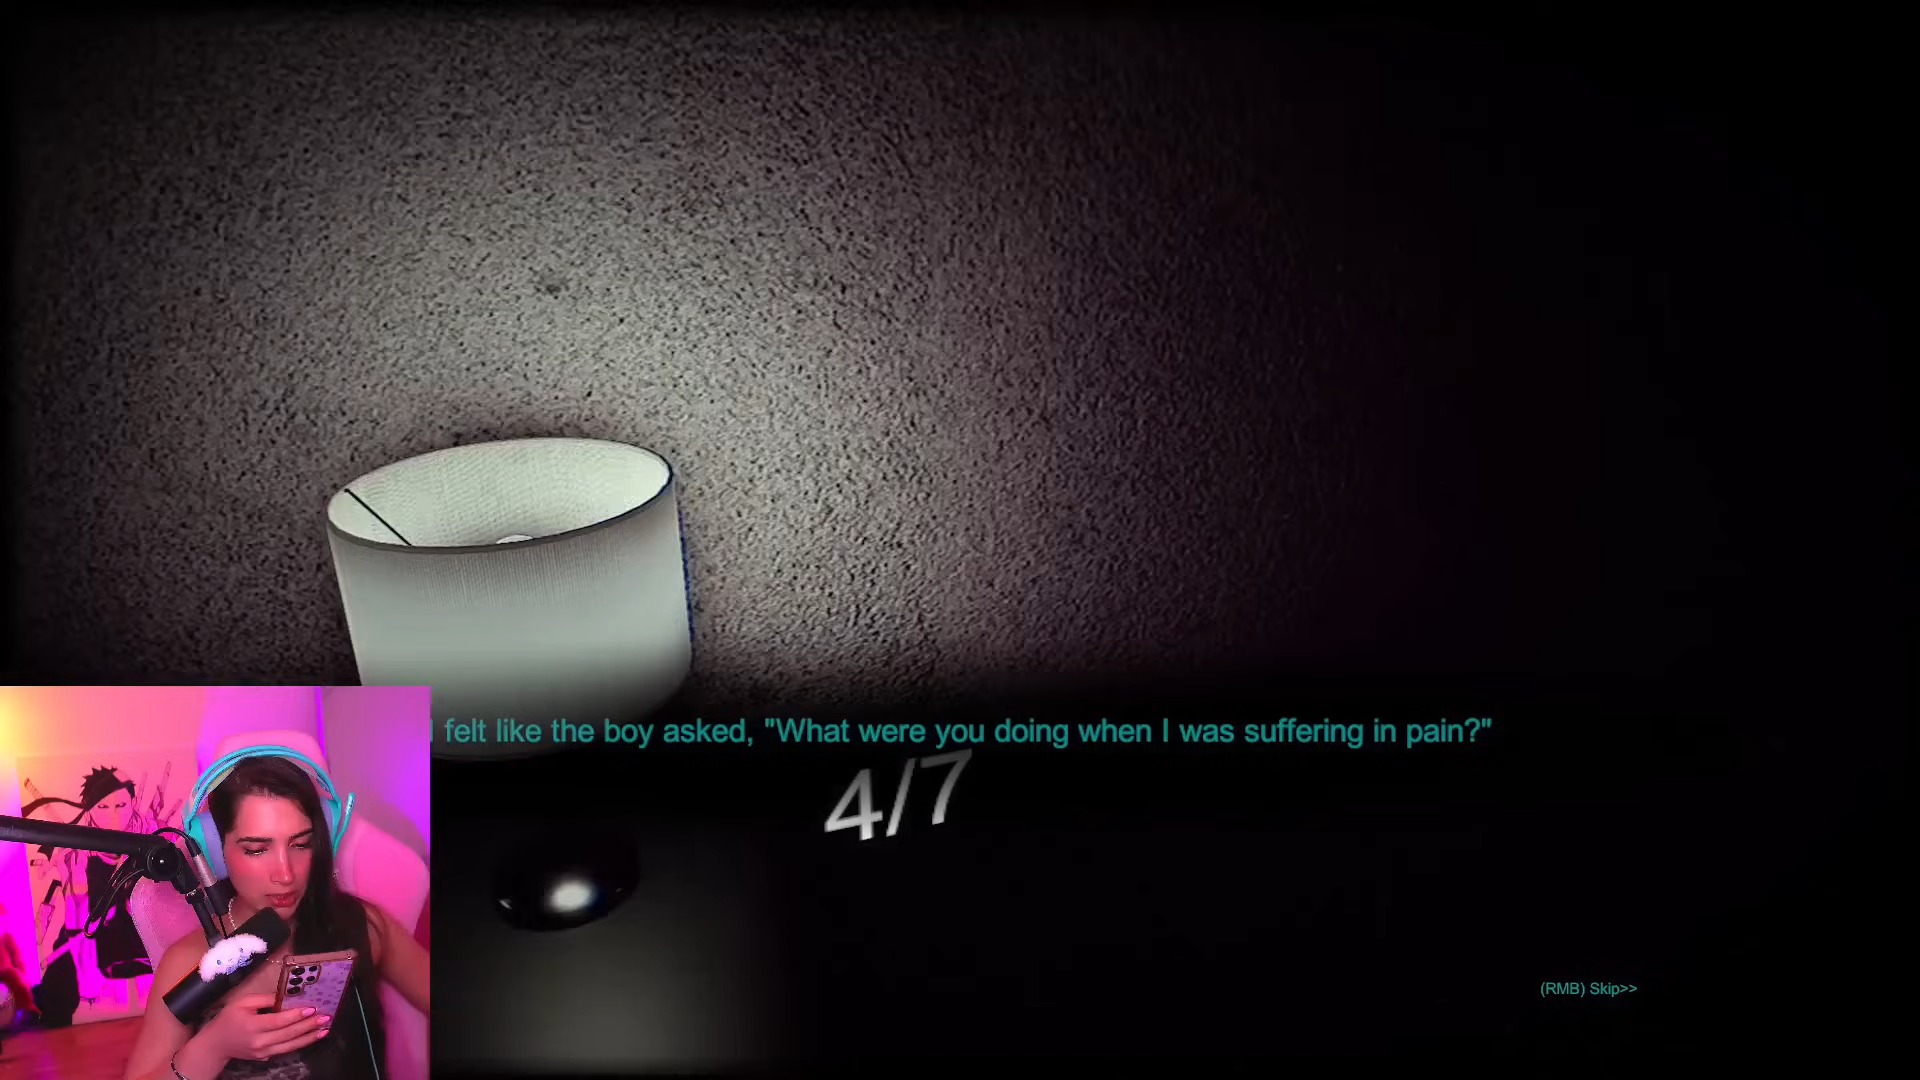 I felt like the boy asked, "What were you doing when I was suffering in pain?"
4/7
(RMB) Skip>>